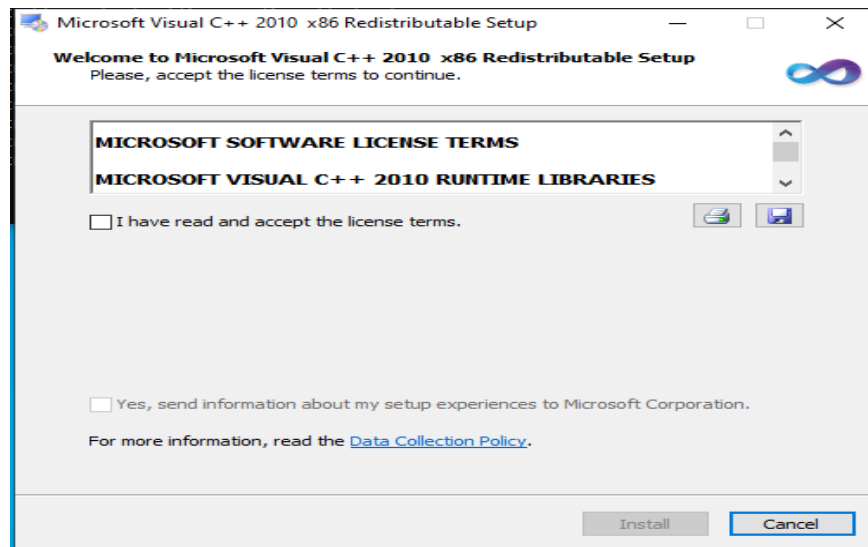 Microsoft Visual C++ 2010  x86 Redistributable Setup
Welcome to Microsoft Visual C++ 2010  x86 Redistributable Setup
Please, accept the license terms to continue.
MICROSOFT SOFTWARE LICENSE TERMS
MICROSOFT VISUAL C++ 2010 RUNTIME LIBRARIES
I have read and accept the license terms.
Yes, send information about my setup experiences to Microsoft Corporation.
For more information, read the Data Collection Policy.
Install
Cancel